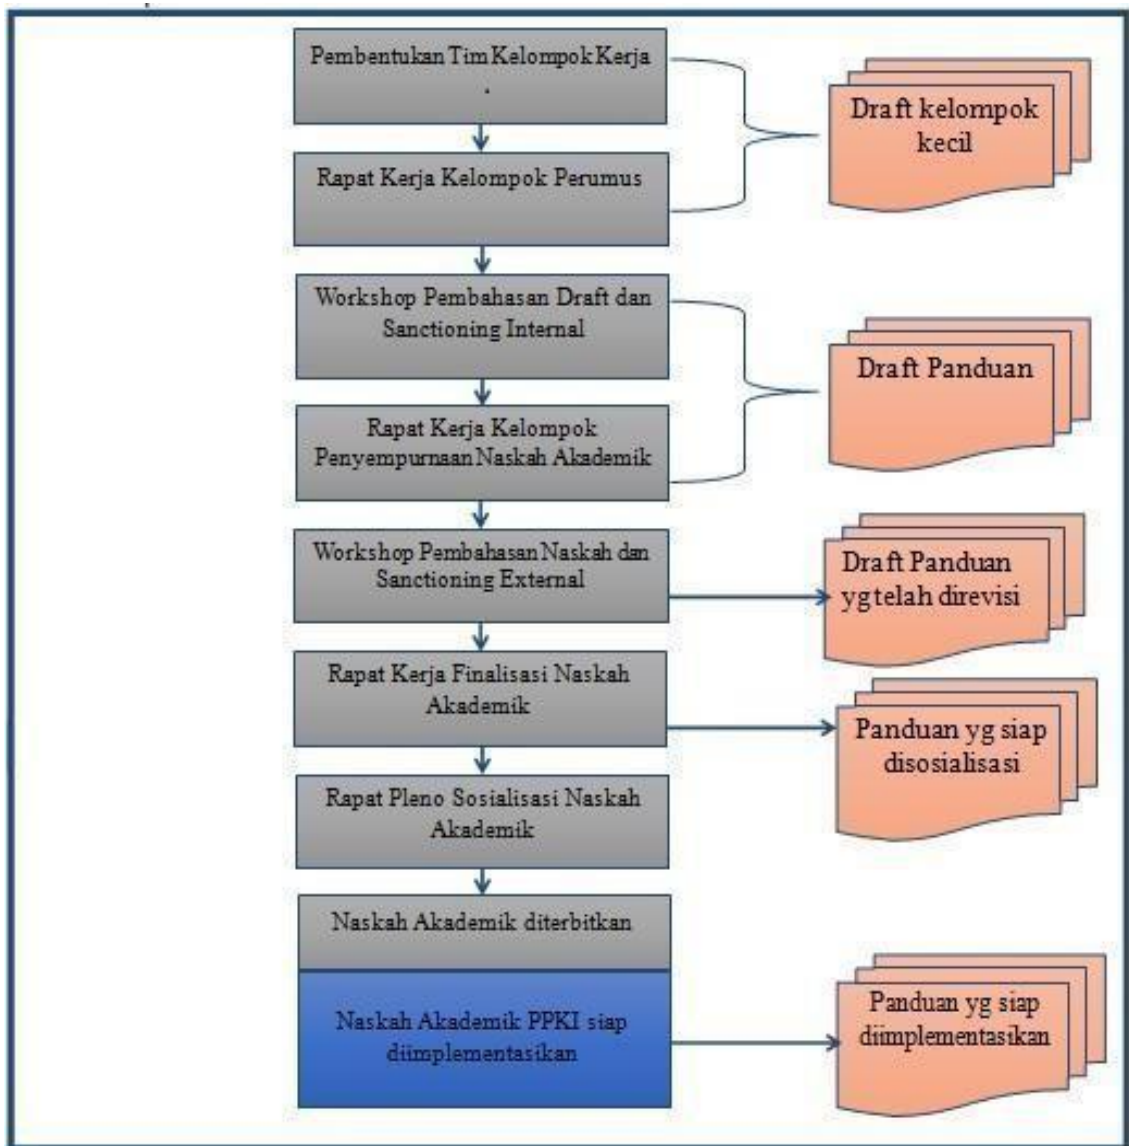 Pembentukan Tim Kelompok Kerja
.
Draft kelompok
kecil
Rapat Kerja Kelompok Perumus
Workshop Pembahasan Draft dan
Sanctioning Internal
Draft Panduan
Rapat Kerja Kelompok
Penyempurnaan Naskah Akademik
Workshop Pembahasan Naskah dan
Sanctioning External
Draft Panduan
yg telah direvisi
Rapat Kerja Finalisasi Naskah
Akademik
Panduan yg siap
disosialisasi
Rapat Pleno Sosialisasi Naskah
Akademik
Naskah Akademik diterbitkan
Naskah Akademik PPKI siap
diimplementasikan
Panduan yg siap
diimplementasikan